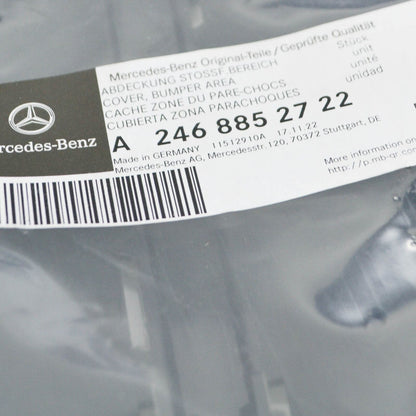 Mercedes-Benz Original-Teile/Geprüfte Qualität
ABDECKUNG STOSSF.BEREICH
COVER, BUMPER AREA
CACHE ZONE DU PARE-CHOCS
CUBIERTA ZONA PARACHOQUES
Stück
unit
unité
unidad
rcedes-Benz
A 246 885 27 22
Made in GERMANY 11512910A 17.11.22
Mercedes-Benz AG, Mercedesstr.120, 70372 Stuttgart, DE
More information on
http://p.mb-qr.com